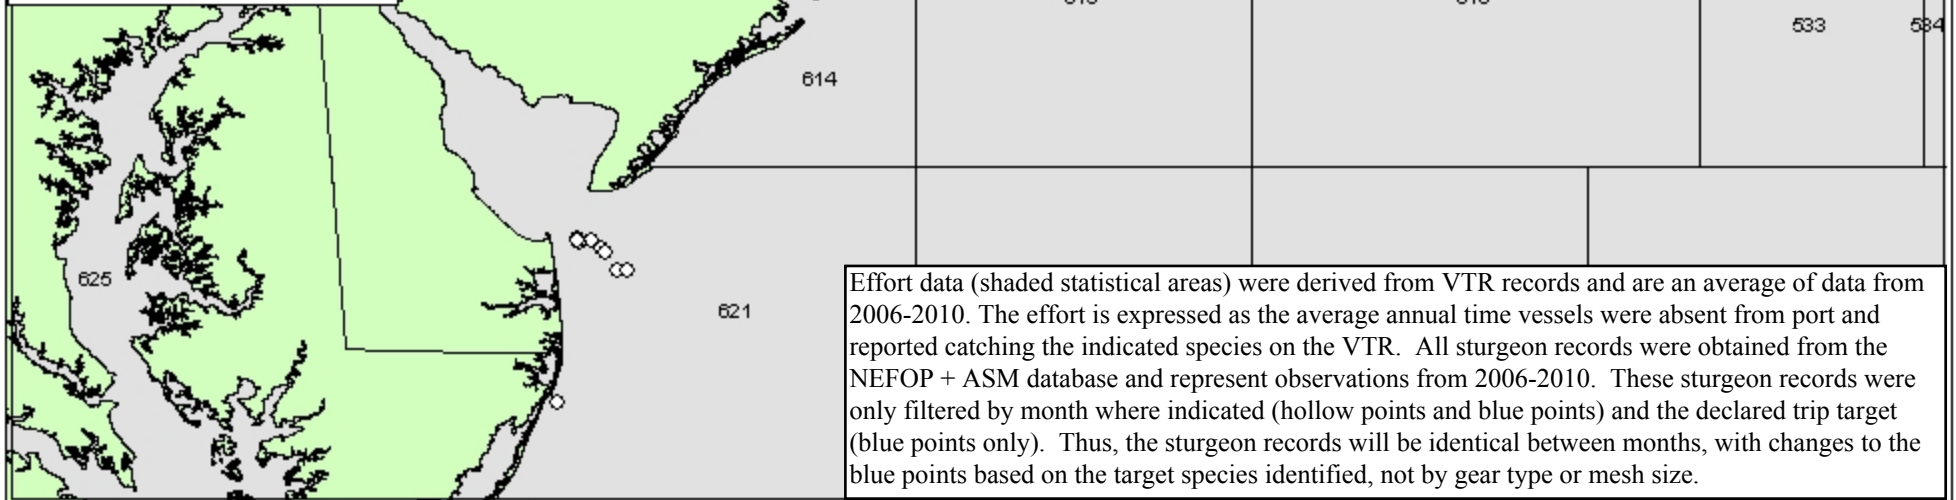 533
534
614
625
621
Effort data (shaded statistical areas) were derived from VTR records and are an average of data from
2006-2010. The effort is expressed as the average annual time vessels were absent from port and
reported catching the indicated species on the VTR. All sturgeon records were obtained from the
NEFOP + ASM database and represent observations from 2006-2010. These sturgeon records were
only filtered by month where indicated (hollow points and blue points) and the declared trip target
(blue points only). Thus, the sturgeon records will be identical between months, with changes to the
blue points based on the target species identified, not by gear type or mesh size.